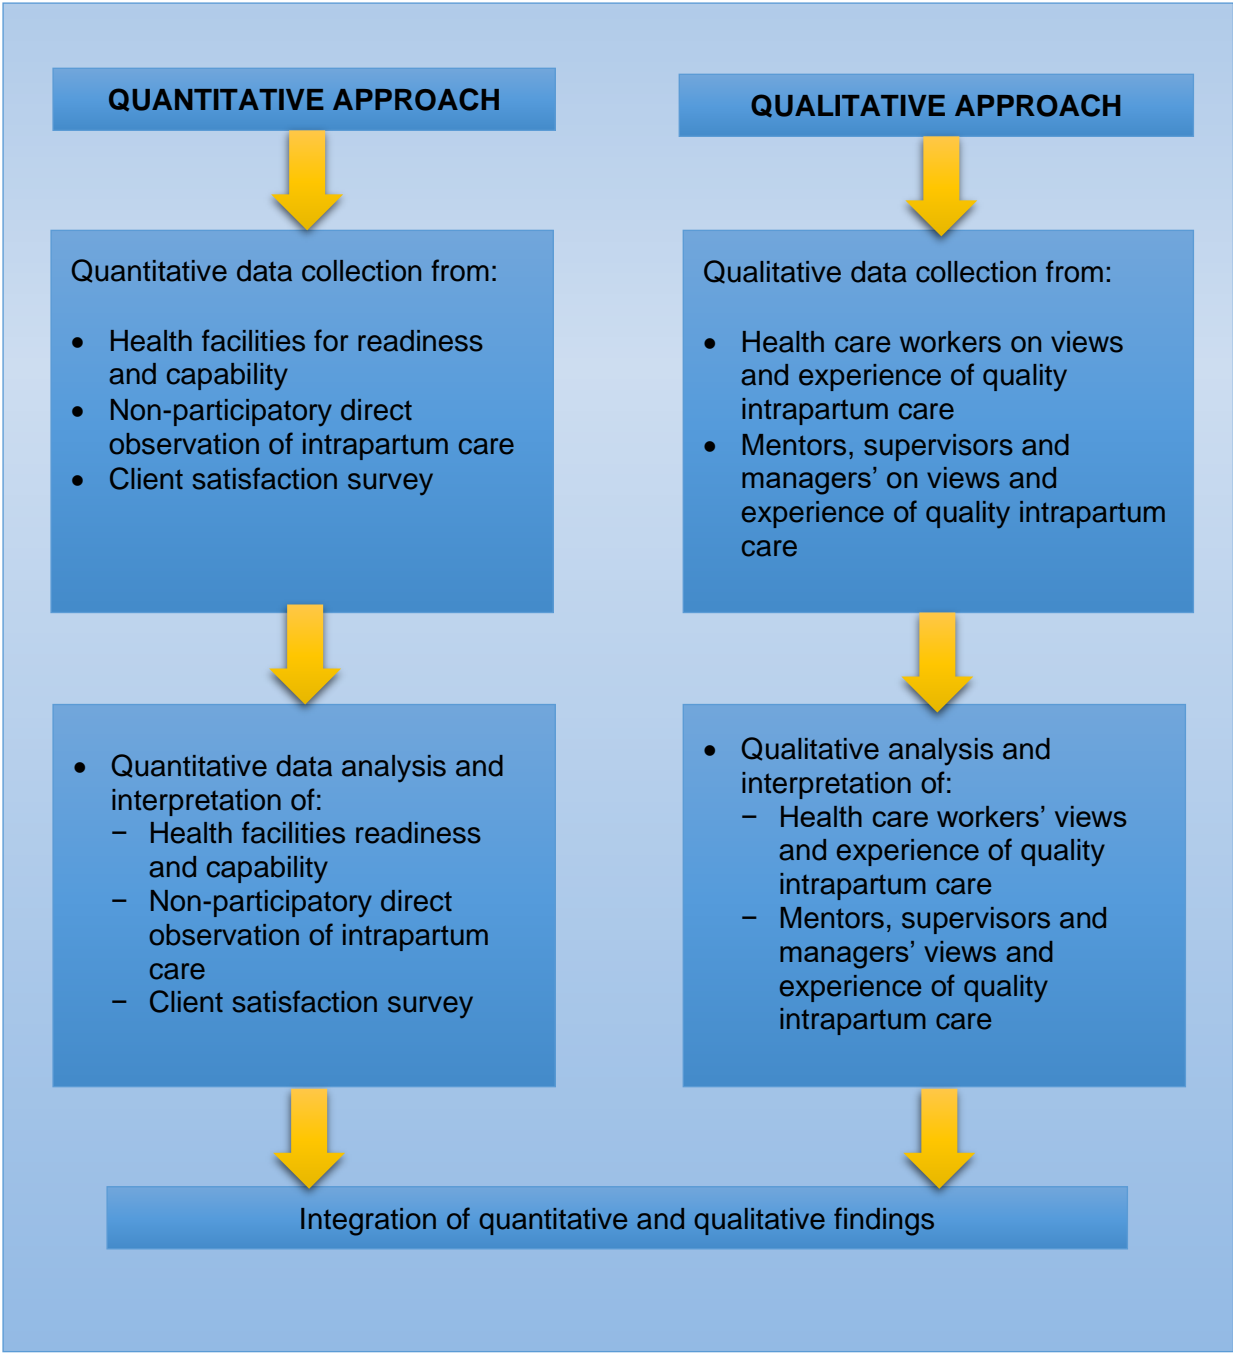 QUANTITATIVE APPROACH
Quantitative data collection from:
• Health facilities for readiness
and capability
• Non-participatory direct
observation of intrapartum care
• Client satisfaction survey
• Quantitative data analysis and
interpretation of:
− Health facilities readiness
and capability
− Non-participatory direct
observation of intrapartum
care
− Client satisfaction survey
QUALITATIVE APPROACH
Qualitative data collection from:
• Health care workers on views
and experience of quality
intrapartum care
• Mentors, supervisors and
managers’ on views and
experience of quality intrapartum
care
• Qualitative analysis and
interpretation of:
− Health care workers’ views
and experience of quality
intrapartum care
− Mentors, supervisors and
managers’ views and
experience of quality
intrapartum care
Integration of quantitative and qualitative findings